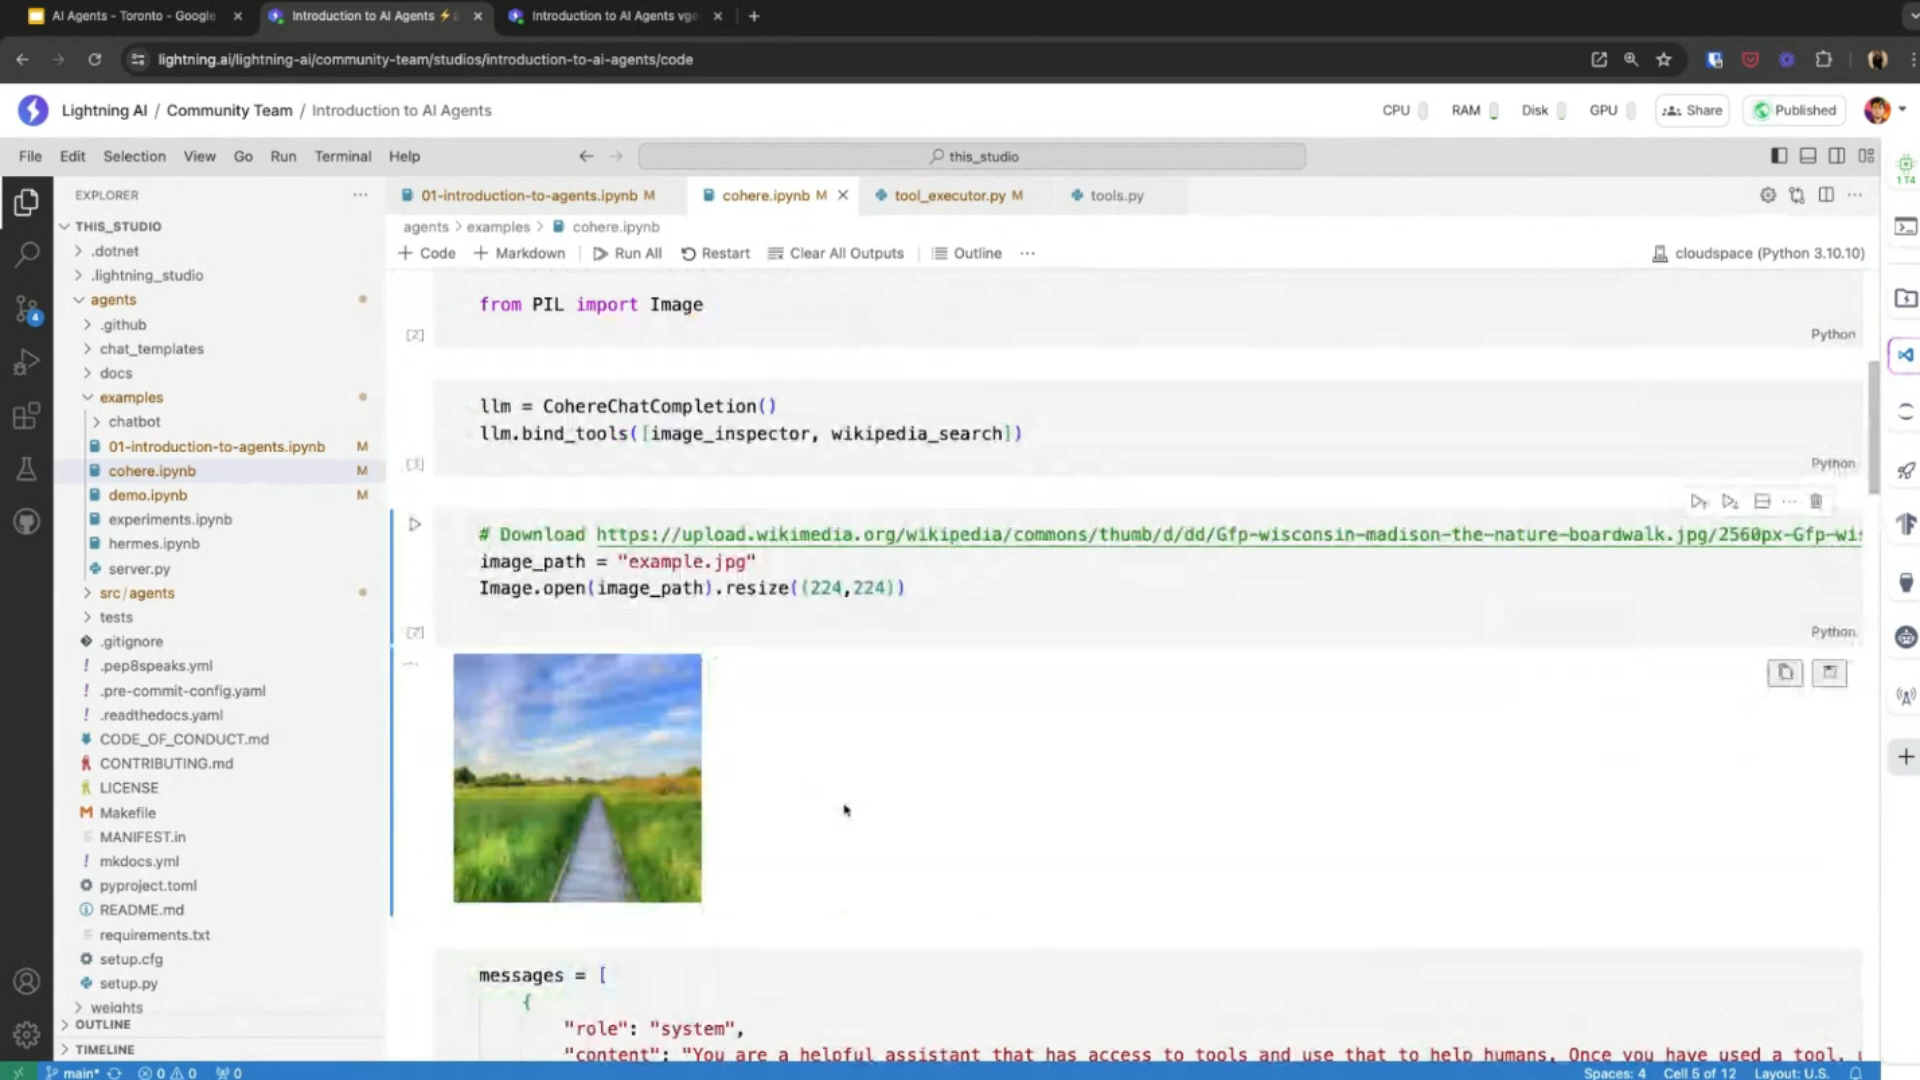 AI Agents - Toronto - Google
Introduction to AI Agents ⚡
Introduction to AI Agents vge
lightning.ai/lightning-ai/community-team/studios/introduction-to-ai-agents/code
Lightning AI / Community Team / Introduction to AI Agents
CPU RAM Disk GPU Share Published
File Edit Selection View Go Run Terminal Help
this_studio
1 T4
EXPLORER
01-introduction-to-agents.ipynb M
cohere.ipynb M
tool_executor.py M
tools.py
agents > examples > cohere.ipynb
+ Code + Markdown Run All Restart Clear All Outputs Outline ...
cloudspace (Python 3.10.10)
THIS_STUDIO
.dotnet
.lightning_studio
agents
.github
chat_templates
docs
examples
chatbot
01-introduction-to-agents.ipynb M
cohere.ipynb M
demo.ipynb M
experiments.ipynb
hermes.ipynb
server.py
src/agents
tests
.gitignore
.pep8speaks.yml
.pre-commit-config.yaml
.readthedocs.yaml
CODE_OF_CONDUCT.md
CONTRIBUTING.md
LICENSE
Makefile
MANIFEST.in
mkdocs.yml
pyproject.toml
README.md
requirements.txt
setup.cfg
setup.py
weights
OUTLINE
TIMELINE
4
from PIL import Image
[2]
Python
llm = CohereChatCompletion()
llm.bind_tools([image_inspector, wikipedia_search])
[3]
Python
# Download https://upload.wikimedia.org/wikipedia/commons/thumb/d/dd/Gfp-wisconsin-madison-the-nature-boardwalk.jpg/2560px-Gfp-wis
image_path = "example.jpg"
Image.open(image_path).resize((224,224))
[7]
Python
messages = [
{
"role": "system",
"content": "You are a helpful assistant that has access to tools and use that to help humans. Once you have used a tool,
main* 0 0 0
Spaces: 4 Cell 5 of 12 Layout: U.S.